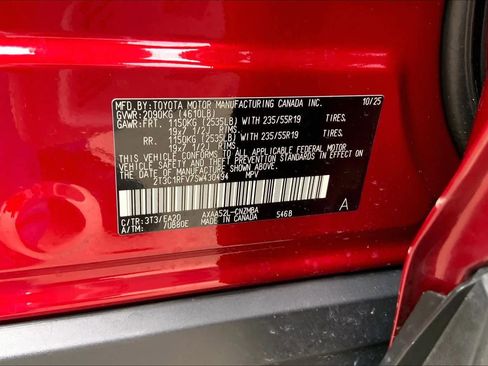 MFD. BY:TOYOTA MOTOR MANUFACTURING CANADA INC. 10/25
GVWR:2090KG (4610LB)
GAWR:FRT. 1150KG (2535LB) WITH 235/55R19 TIRES,
19x7 1/2J RIMS,
RR. 1150KG (2535LB) WITH 235/55R19 TIRES,
19x7 1/2J RIMS,
THIS VEHICLE CONFORMS TO ALL APPLICABLE FEDERAL MOTOR
VEHICLE SAFETY AND
THEFT PREVENTION STANDARDS IN EFFECT ON THE DATE OF
MANUFACTURE SHOWN ABOVE.
2T3C1RFV7SW430494 MPV
C/TR:3T3/EA20 AXAA52L-CNZMBA 546B A
A/TM: 7UB80E MADE IN CANADA